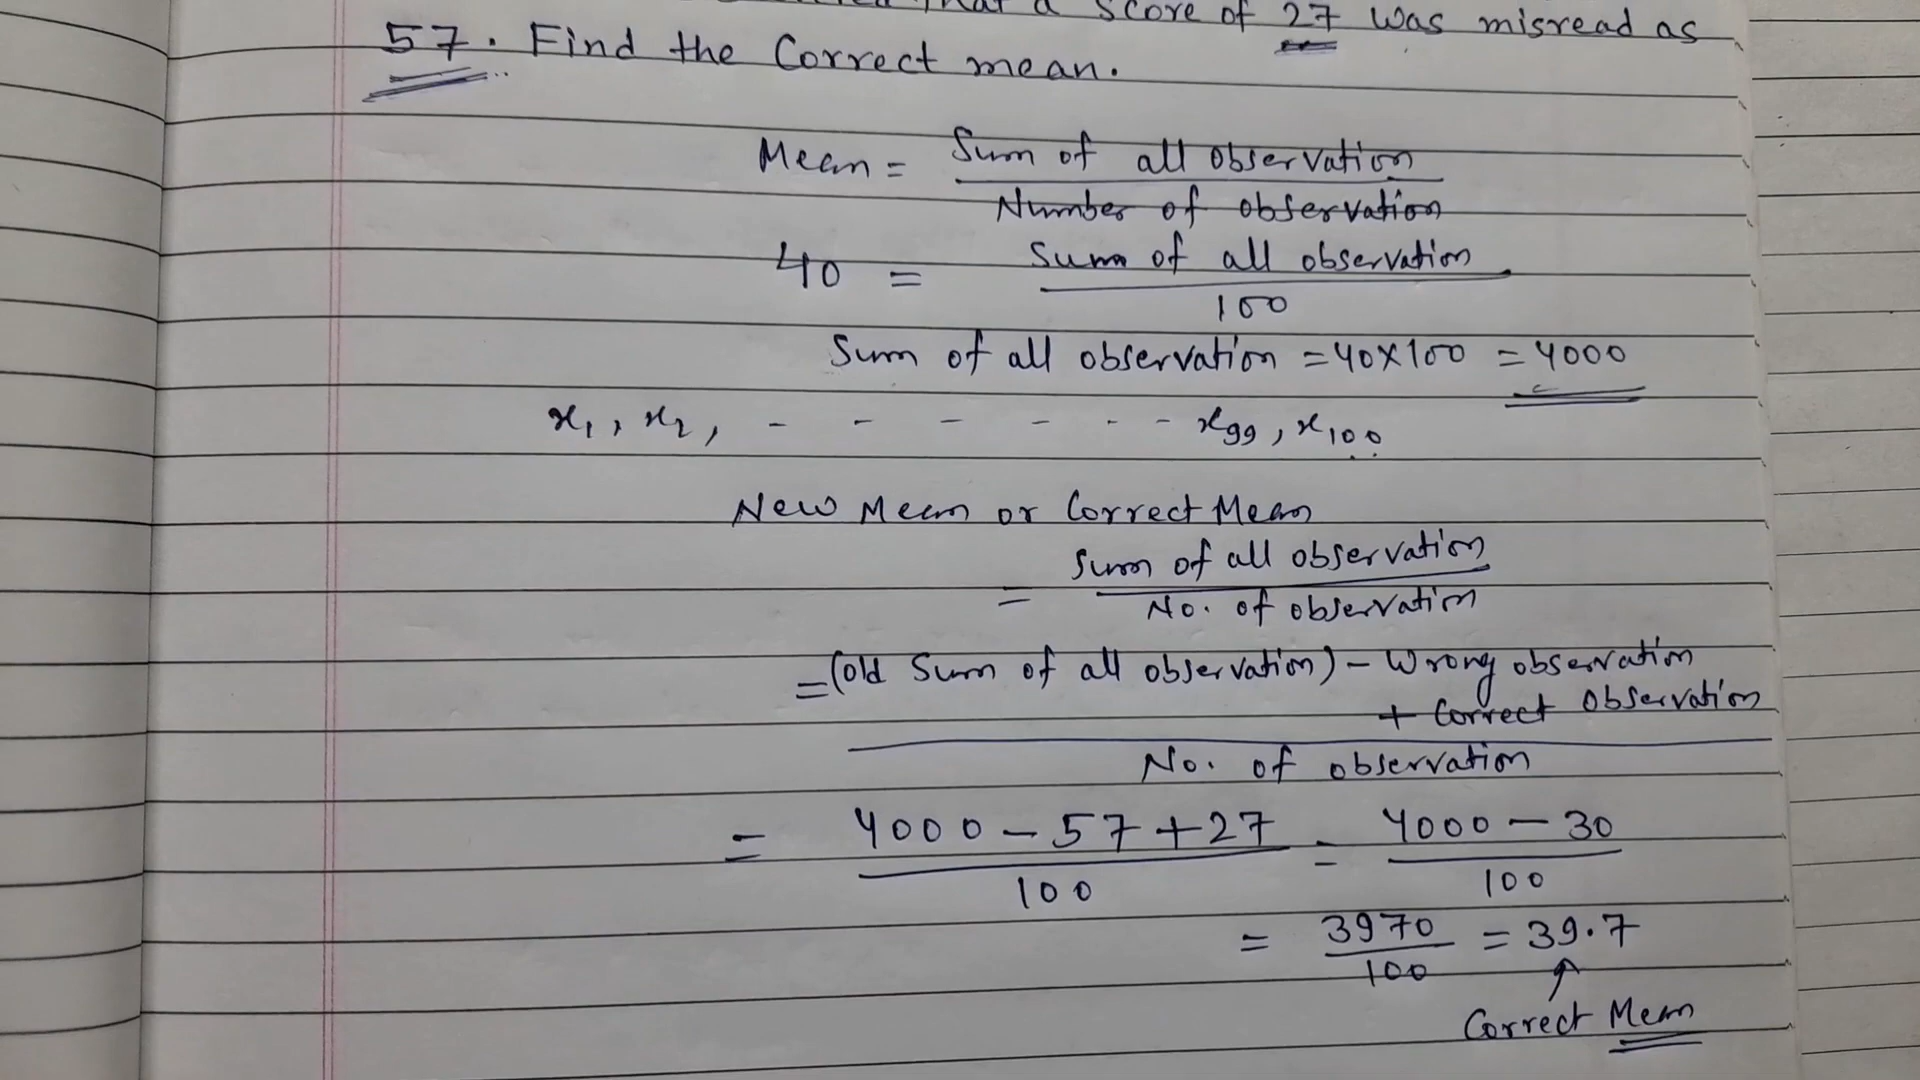 that a score of 27 was misread as
57. Find the Correct mean.
Mean = Sum of all observation
Number of observation
40 = Sum of all observation
100
Sum of all observation = 40×100 = 4000
x1, x2, - - - - - - x99, x100
New Mean or Correct Mean
= Sum of all observation
No. of observation
= (old Sum of all observation) - Wrong observation
+ Correct Observation
No. of observation
= 4000 - 57 + 27 = 4000 - 30
100 100
= 3970 = 39.7
100
Correct Mean